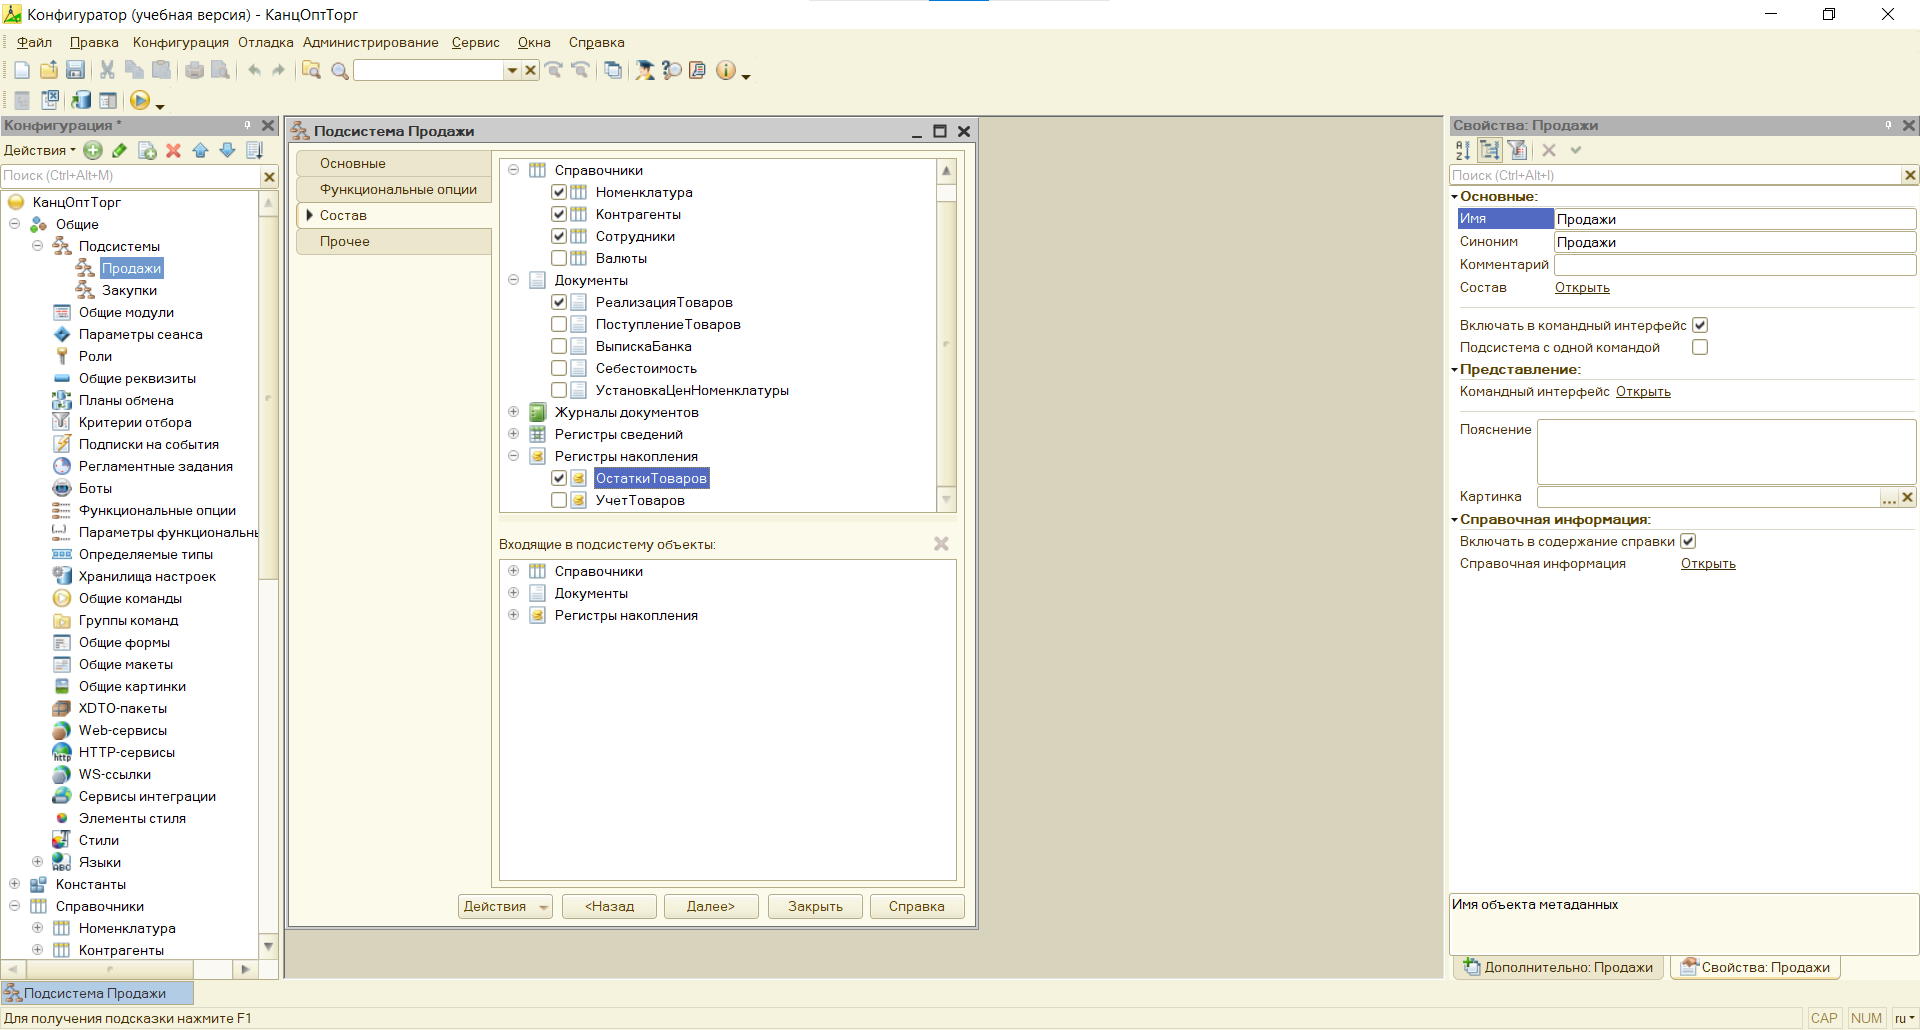 Конфигуратор (учебная версия) - КанцОптТорг
Файл Правка Конфигурация Отладка Администрирование Сервис Окна Справка
Конфигурация *
Действия
Поиск (Ctrl+Alt+M)
КанцОптТорг
Общие
Подсистемы
Продажи
Закупки
Общие модули
Параметры сеанса
Роли
Общие реквизиты
Планы обмена
Критерии отбора
Подписки на события
Регламентные задания
Боты
Функциональные опции
Параметры функциональны
Определяемые типы
Хранилища настроек
Общие команды
Группы команд
Общие формы
Общие макеты
Общие картинки
XDTO-пакеты
Web-сервисы
HTTP-сервисы
WS-ссылки
Сервисы интеграции
Элементы стиля
Стили
Языки
Константы
Справочники
Номенклатура
Контрагенты
Подсистема Продажи
Основные
Функциональные опции
Состав
Прочее
Справочники
Номенклатура
Контрагенты
Сотрудники
Валюты
Документы
РеализацияТоваров
ПоступлениеТоваров
ВыпискаБанка
Себестоимость
УстановкаЦенНоменклатуры
Журналы документов
Регистры сведений
Регистры накопления
ОстаткиТоваров
УчетТоваров
Входящие в подсистему объекты:
Справочники
Документы
Регистры накопления
Действия <Назад Далее> Закрыть Справка
Свойства: Продажи
Поиск (Ctrl+Alt+I)
Основные:
Имя Продажи
Синоним Продажи
Комментарий
Состав Открыть
Включать в командный интерфейс
Подсистема с одной командой
Представление:
Командный интерфейс Открыть
Пояснение
Картинка ...
Справочная информация:
Включать в содержание справки
Справочная информация Открыть
Имя объекта метаданных
Дополнительно: Продажи Свойства: Продажи
Подсистема Продажи
Для получения подсказки нажмите F1 CAP NUM ru